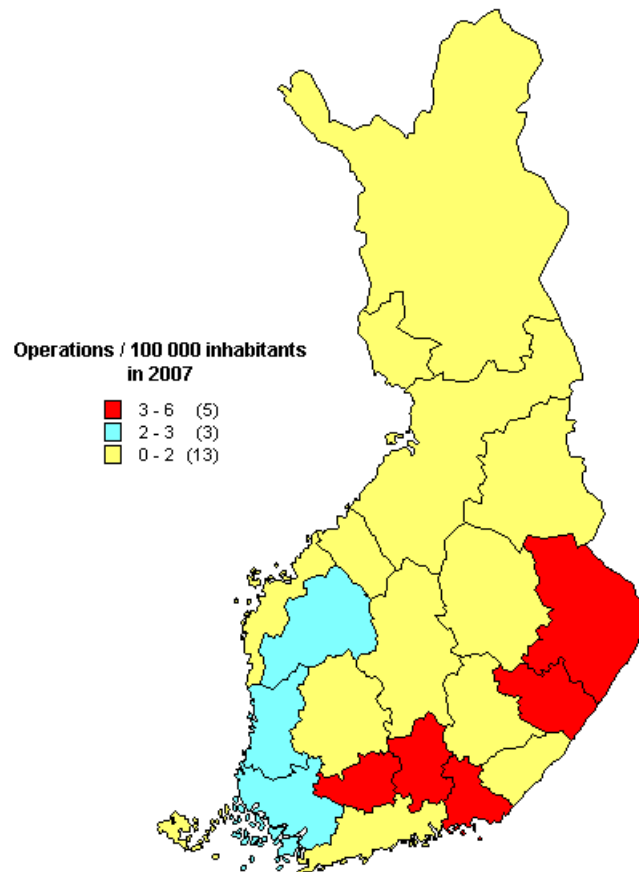 Operations / 100 000 inhabitants
in 2007
3 - 6 (5)
2 - 3 (3)
0 - 2 (13)